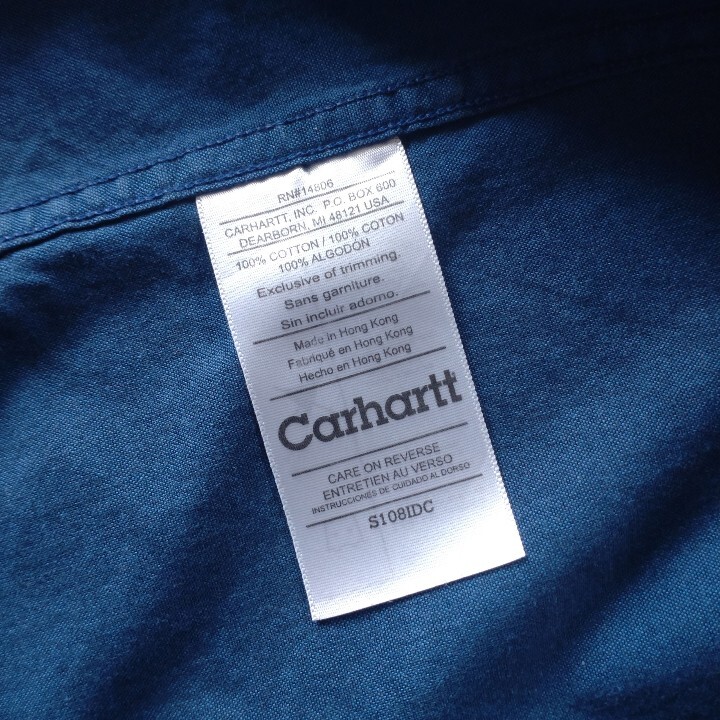 RN#14806
CARHARTT, INC. P.O. BOX 600
DEARBORN, MI 48121 USA
100% COTTON / 100% COTON
100% ALGODÓN
Exclusive of trimming.
Sans garniture.
Sin incluir adorno.
Made in Hong Kong
Fabriqué en Hong Kong
Hecho en Hong Kong
Carhartt
CARE ON REVERSE
ENTRETIEN AU VERSO
INSTRUCCIONES DE CUIDADO AL DORSO
S108IDC